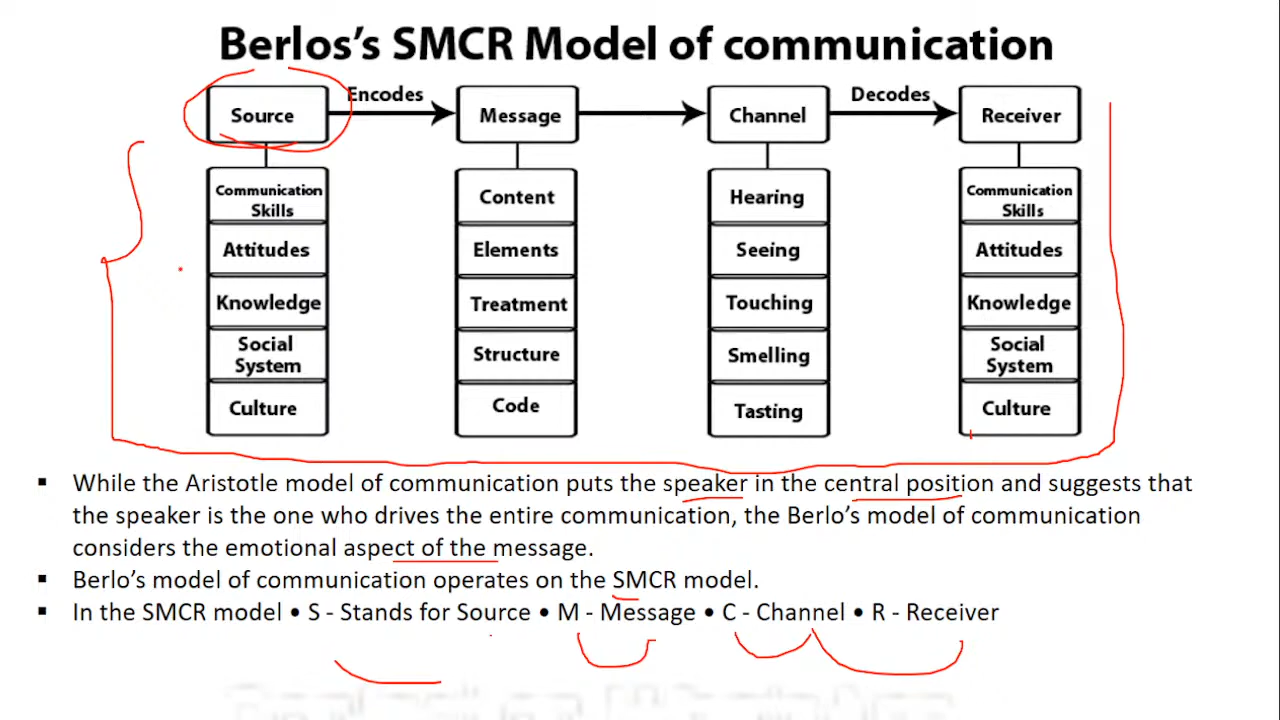 Berlos's SMCR Model of communication
Source
Encodes
Message
Channel
Decodes
Receiver
Communication
Skills
Attitudes
Knowledge
Social
System
Culture
Content
Elements
Treatment
Structure
Code
Hearing
Seeing
Touching
Smelling
Tasting
Communication
Skills
Attitudes
Knowledge
Social
System
Culture
▪ While the Aristotle model of communication puts the speaker in the central position and suggests that
the speaker is the one who drives the entire communication, the Berlo's model of communication
considers the emotional aspect of the message.
▪ Berlo's model of communication operates on the SMCR model.
▪ In the SMCR model • S - Stands for Source • M - Message • C - Channel • R - Receiver